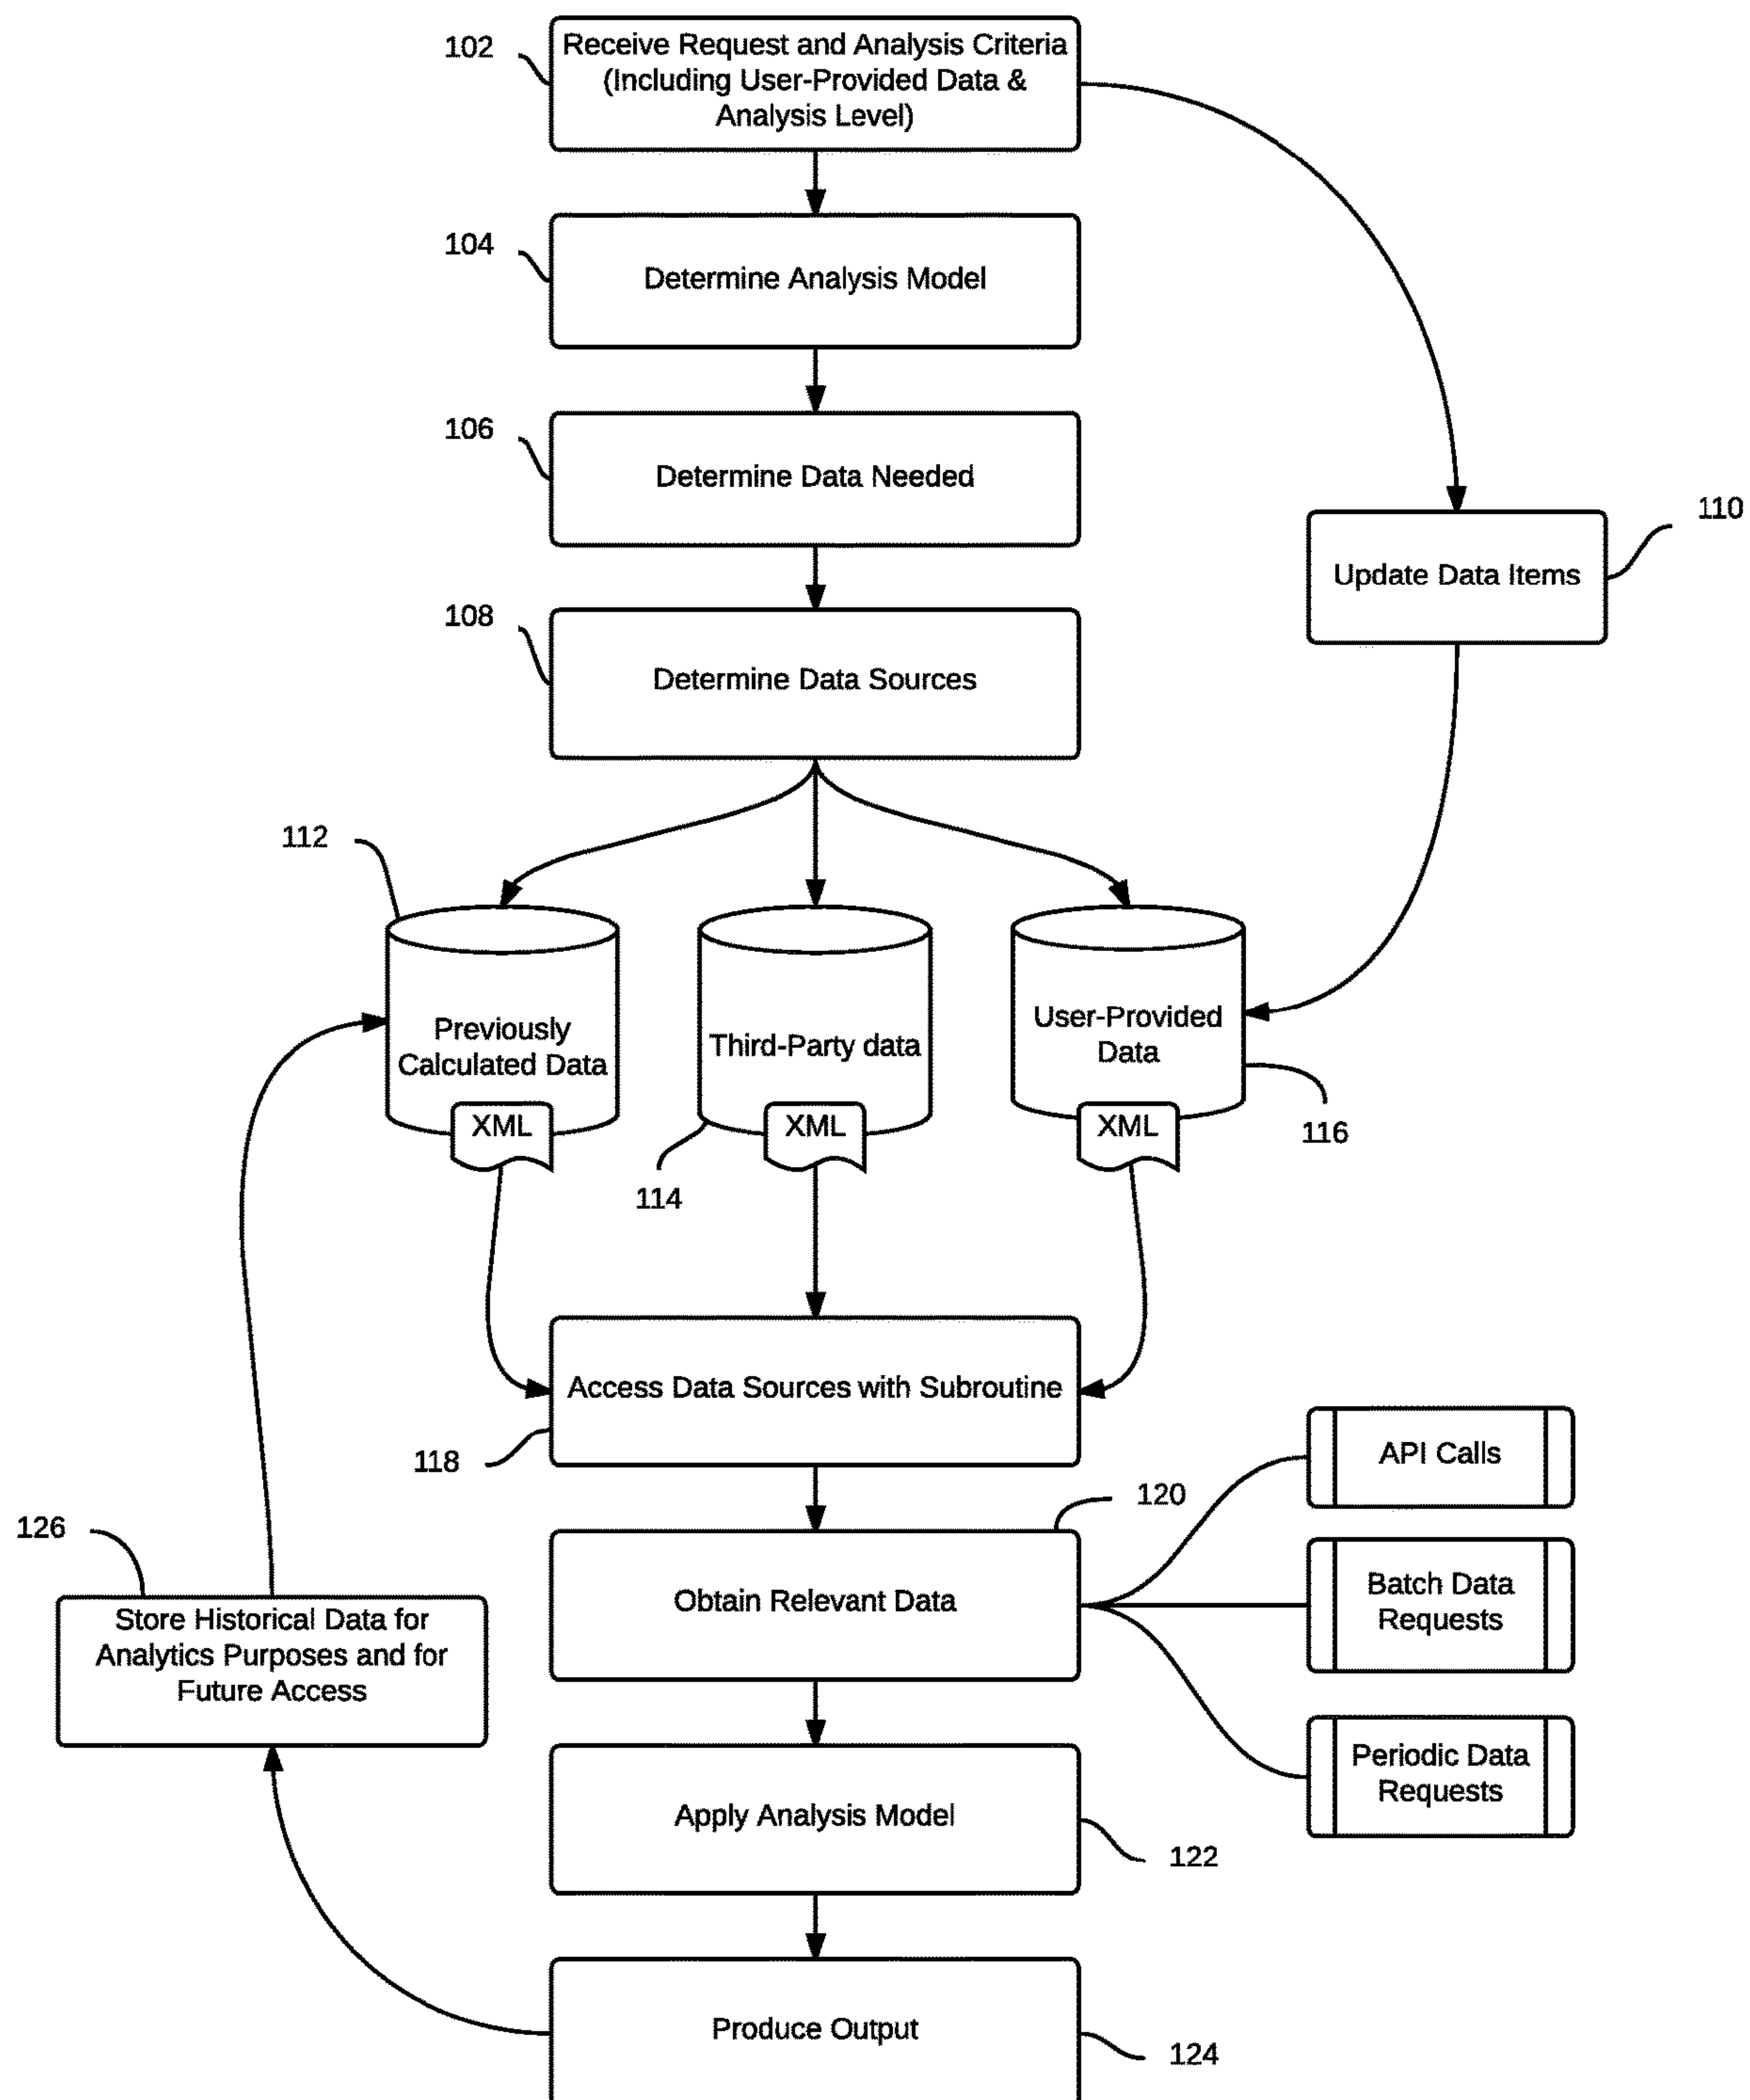 102
Receive Request and Analysis Criteria
(Including User-Provided Data &
Analysis Level)
104
Determine Analysis Model
106
Determine Data Needed
110
Update Data Items
108
Determine Data Sources
112
Previously
Calculated Data
XML
Third-Party data
XML
114
User-Provided
Data
XML
116
Access Data Sources with Subroutine
118
120
API Calls
126
Store Historical Data for
Analytics Purposes and for
Future Access
Obtain Relevant Data
Batch Data
Requests
Periodic Data
Requests
Apply Analysis Model
122
Produce Output
124